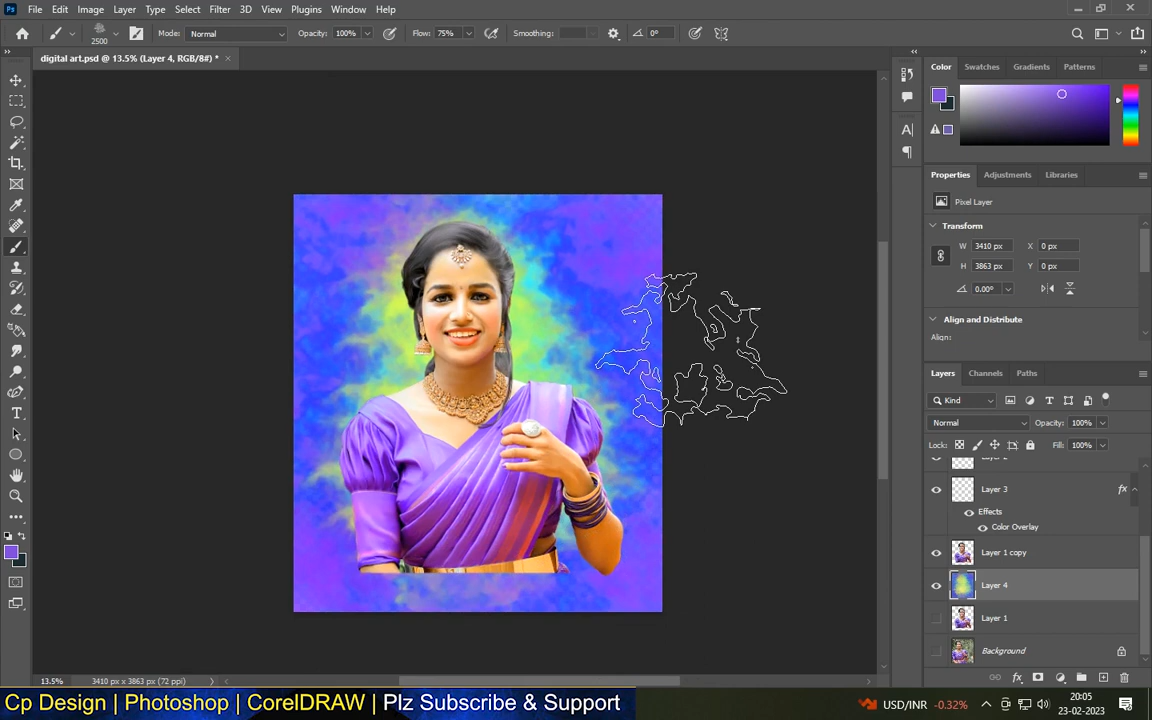 Ps File Edit Image Layer Type Select Filter 3D View Plugins Window Help
2500 Mode: Normal Opacity: 100% Flow: 75% Smoothing: 0°
digital art.psd @ 13.5% (Layer 4, RGB/8#) * ×
Color Swatches Gradients Patterns
Properties Adjustments Libraries
Pixel Layer
Transform
W 3410 px X 0 px
H 3863 px Y 0 px
0.00°
Align and Distribute
Align:
Layers Channels Paths
Kind
Normal Opacity: 100%
Lock: Fill: 100%
Layer 3 fx
Effects
Color Overlay
Layer 1 copy
Layer 4
Layer 1
Background
13.5% 3410 px x 3863 px (72 ppi)
Cp Design | Photoshop | CorelDRAW | Plz Subscribe & Support
USD/INR -0.32%
20:05
23-02-2023